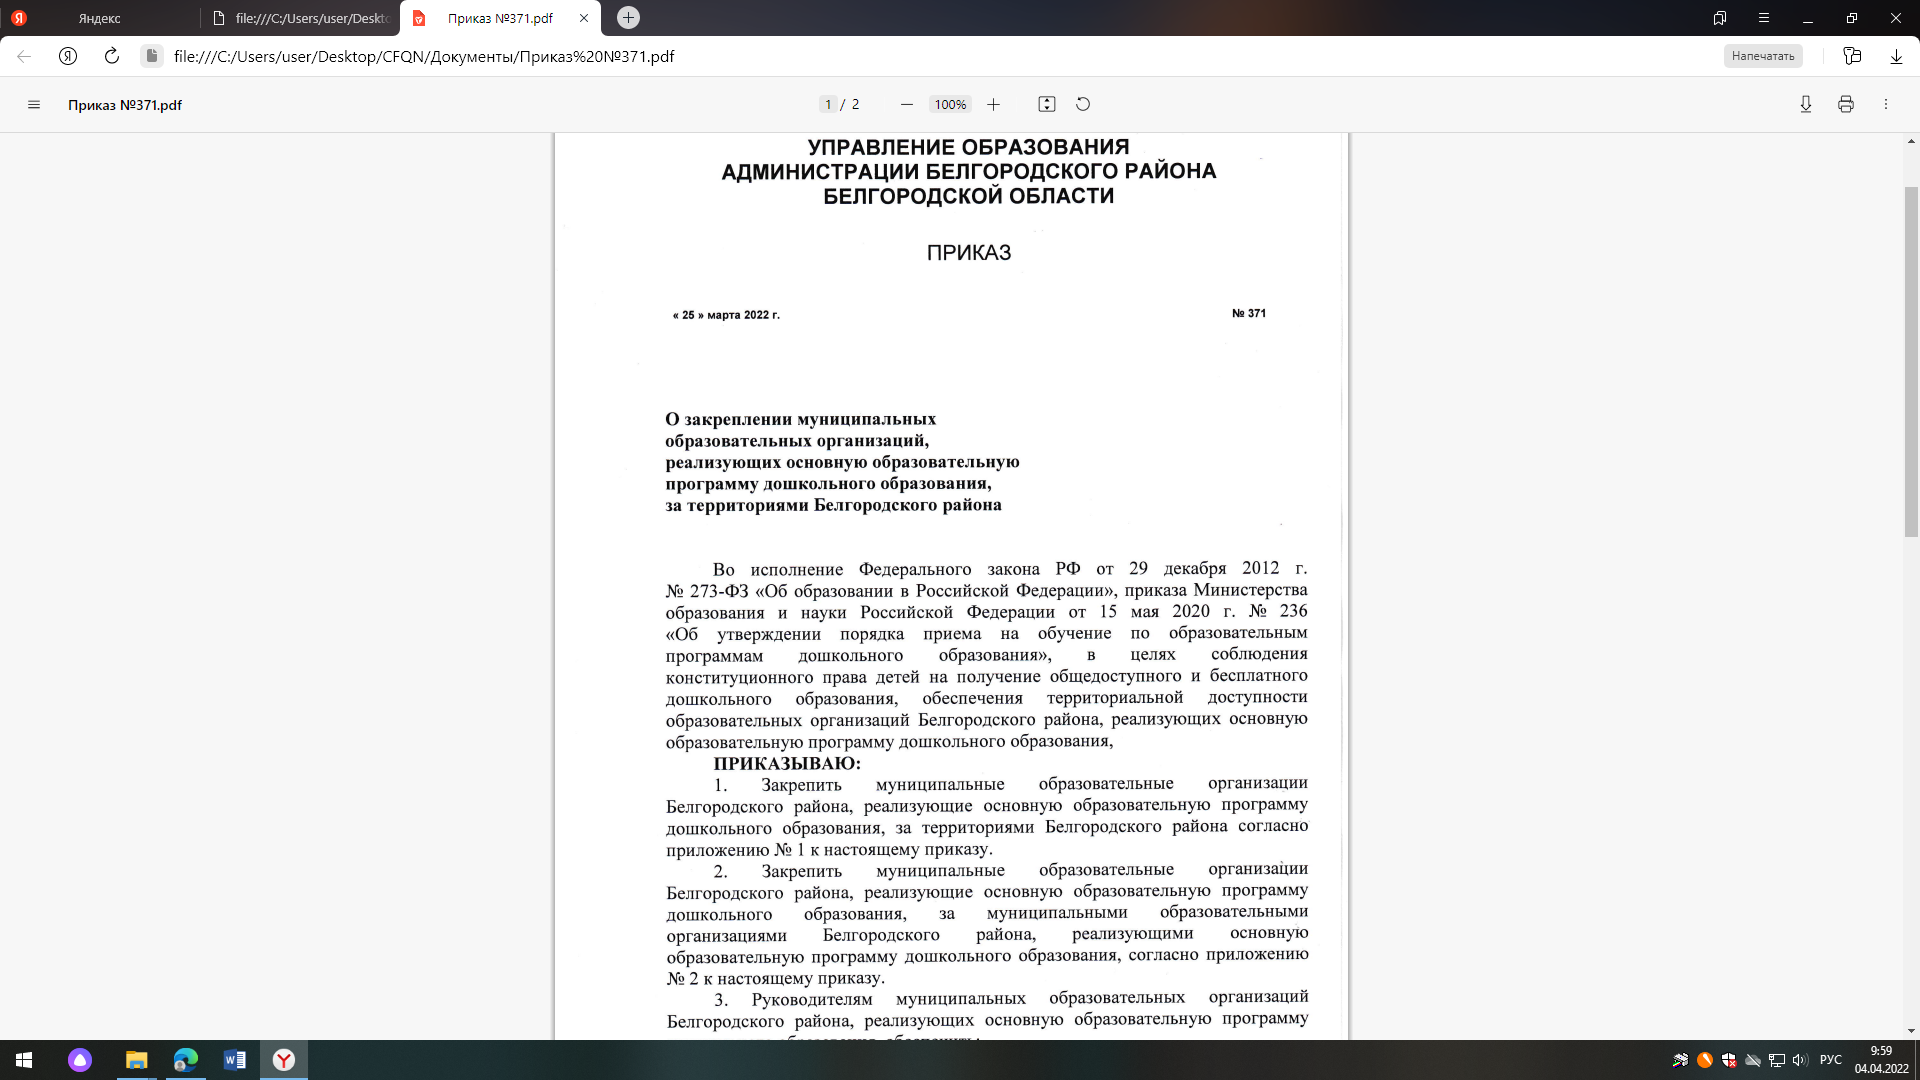 Яндекс
file:///C:/Users/user/Deskto
Приказ №371.pdf
file:///C:/Users/user/Desktop/CFQN/Документы/Приказ%20№371.pdf
Напечатать
Приказ №371.pdf
1 / 2
100%
УПРАВЛЕНИЕ ОБРАЗОВАНИЯ
АДМИНИСТРАЦИИ БЕЛГОРОДСКОГО РАЙОНА
БЕЛГОРОДСКОЙ ОБЛАСТИ
ПРИКАЗ
« 25 » марта 2022 г.
№ 371
О закреплении муниципальных
образовательных организаций,
реализующих основную образовательную
программу дошкольного образования,
за территориями Белгородского района
Во исполнение Федерального закона РФ от 29 декабря 2012 г.
№ 273-ФЗ «Об образовании в Российской Федерации», приказа Министерства
образования и науки Российской Федерации от 15 мая 2020 г. № 236
«Об утверждении порядка приема на обучение по образовательным
программам дошкольного образования», в целях соблюдения
конституционного права детей на получение общедоступного и бесплатного
дошкольного образования, обеспечения территориальной доступности
образовательных организаций Белгородского района, реализующих основную
образовательную программу дошкольного образования,
ПРИКАЗЫВАЮ:
1. Закрепить муниципальные образовательные организации
Белгородского района, реализующие основную образовательную программу
дошкольного образования, за территориями Белгородского района согласно
приложению № 1 к настоящему приказу.
2. Закрепить муниципальные образовательные организации
Белгородского района, реализующие основную образовательную программу
дошкольного образования, за муниципальными образовательными
организациями Белгородского района, реализующими основную
образовательную программу дошкольного образования, согласно приложению
№ 2 к настоящему приказу.
3. Руководителям муниципальных образовательных организаций
Белгородского района, реализующих основную образовательную программу
РУС
9:59
04.04.2022